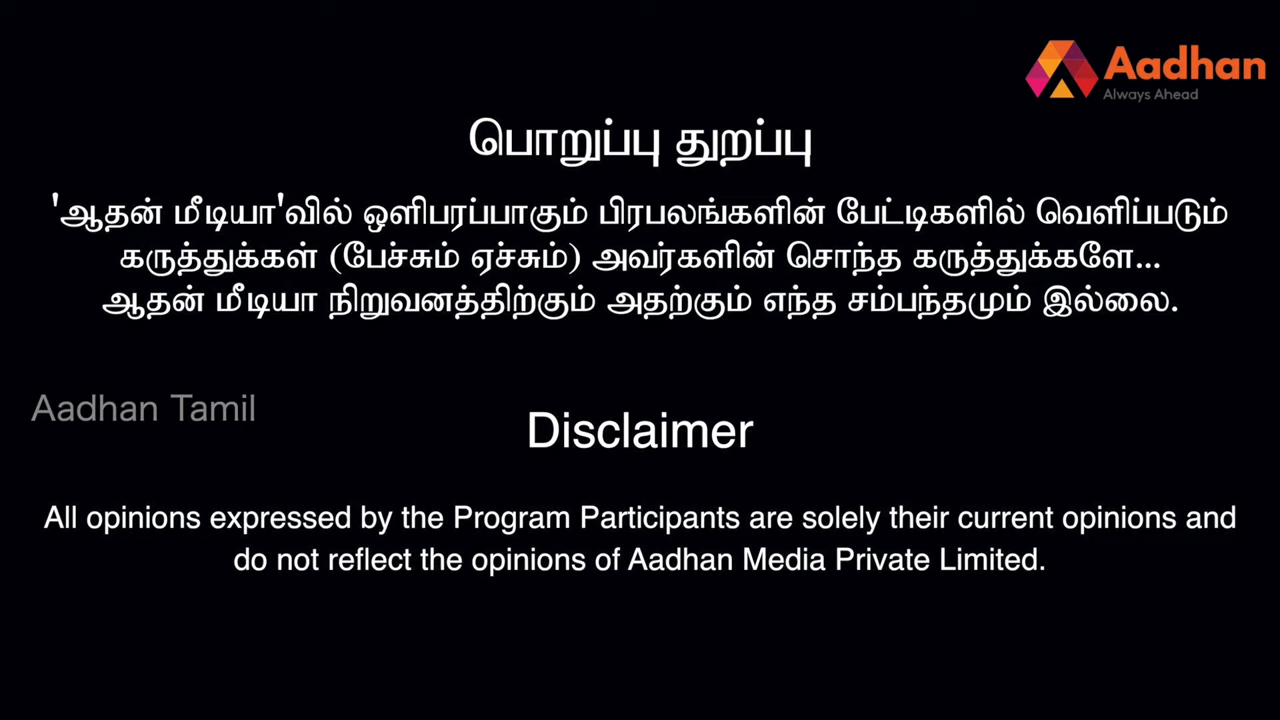 Aadhan
Always Ahead
பொறுப்பு துறப்பு
'ஆதன் மீடியா'வில் ஒளிபரப்பாகும் பிரபலங்களின் பேட்டிகளில் வெளிப்படும்
கருத்துக்கள் (பேச்சும் ஏச்சும்) அவர்களின் சொந்த கருத்துக்களே...
ஆதன் மீடியா நிறுவனத்திற்கும் அதற்கும் எந்த சம்பந்தமும் இல்லை.
Aadhan Tamil
Disclaimer
All opinions expressed by the Program Participants are solely their current opinions and
do not reflect the opinions of Aadhan Media Private Limited.